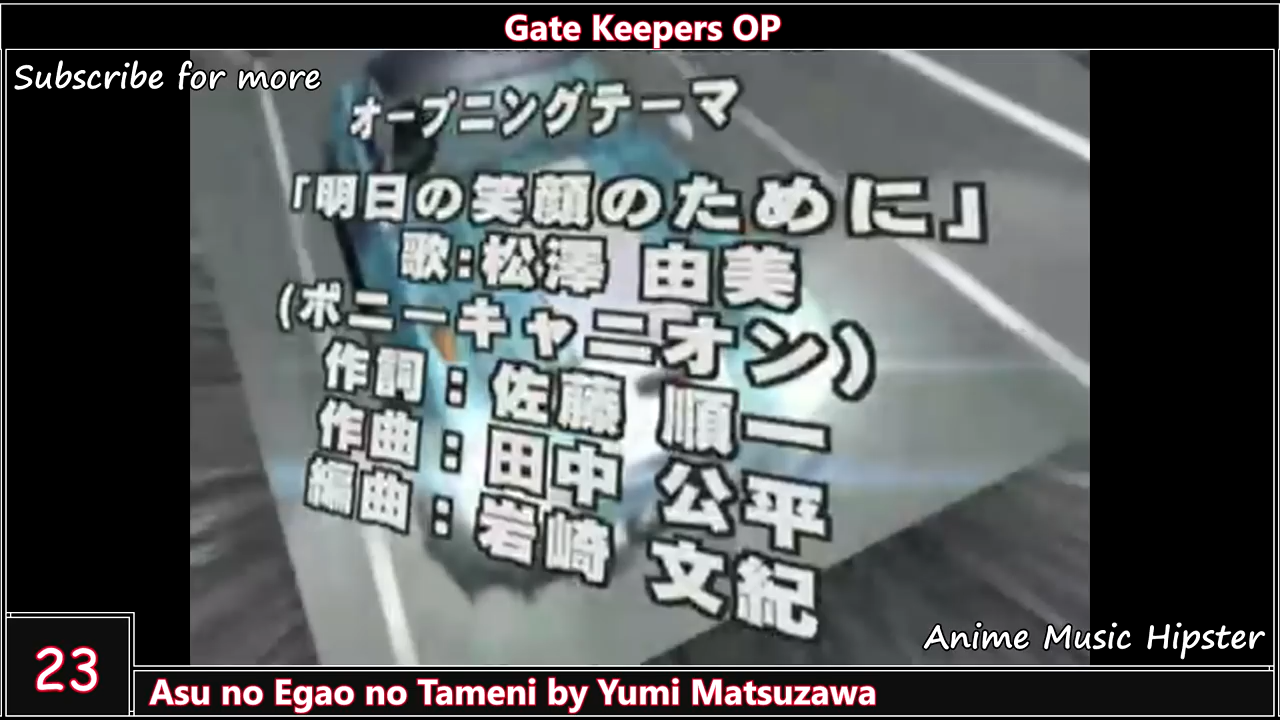 Gate Keepers OP
Subscribe for more
オープニングテーマ
「明日の笑顔のために」
歌:松澤 由美
(ポニーキャニオン)
作詞:佐藤 順一
作曲:田中 公平
編曲:岩崎 文紀
Anime Music Hipster
23
Asu no Egao no Tameni by Yumi Matsuzawa